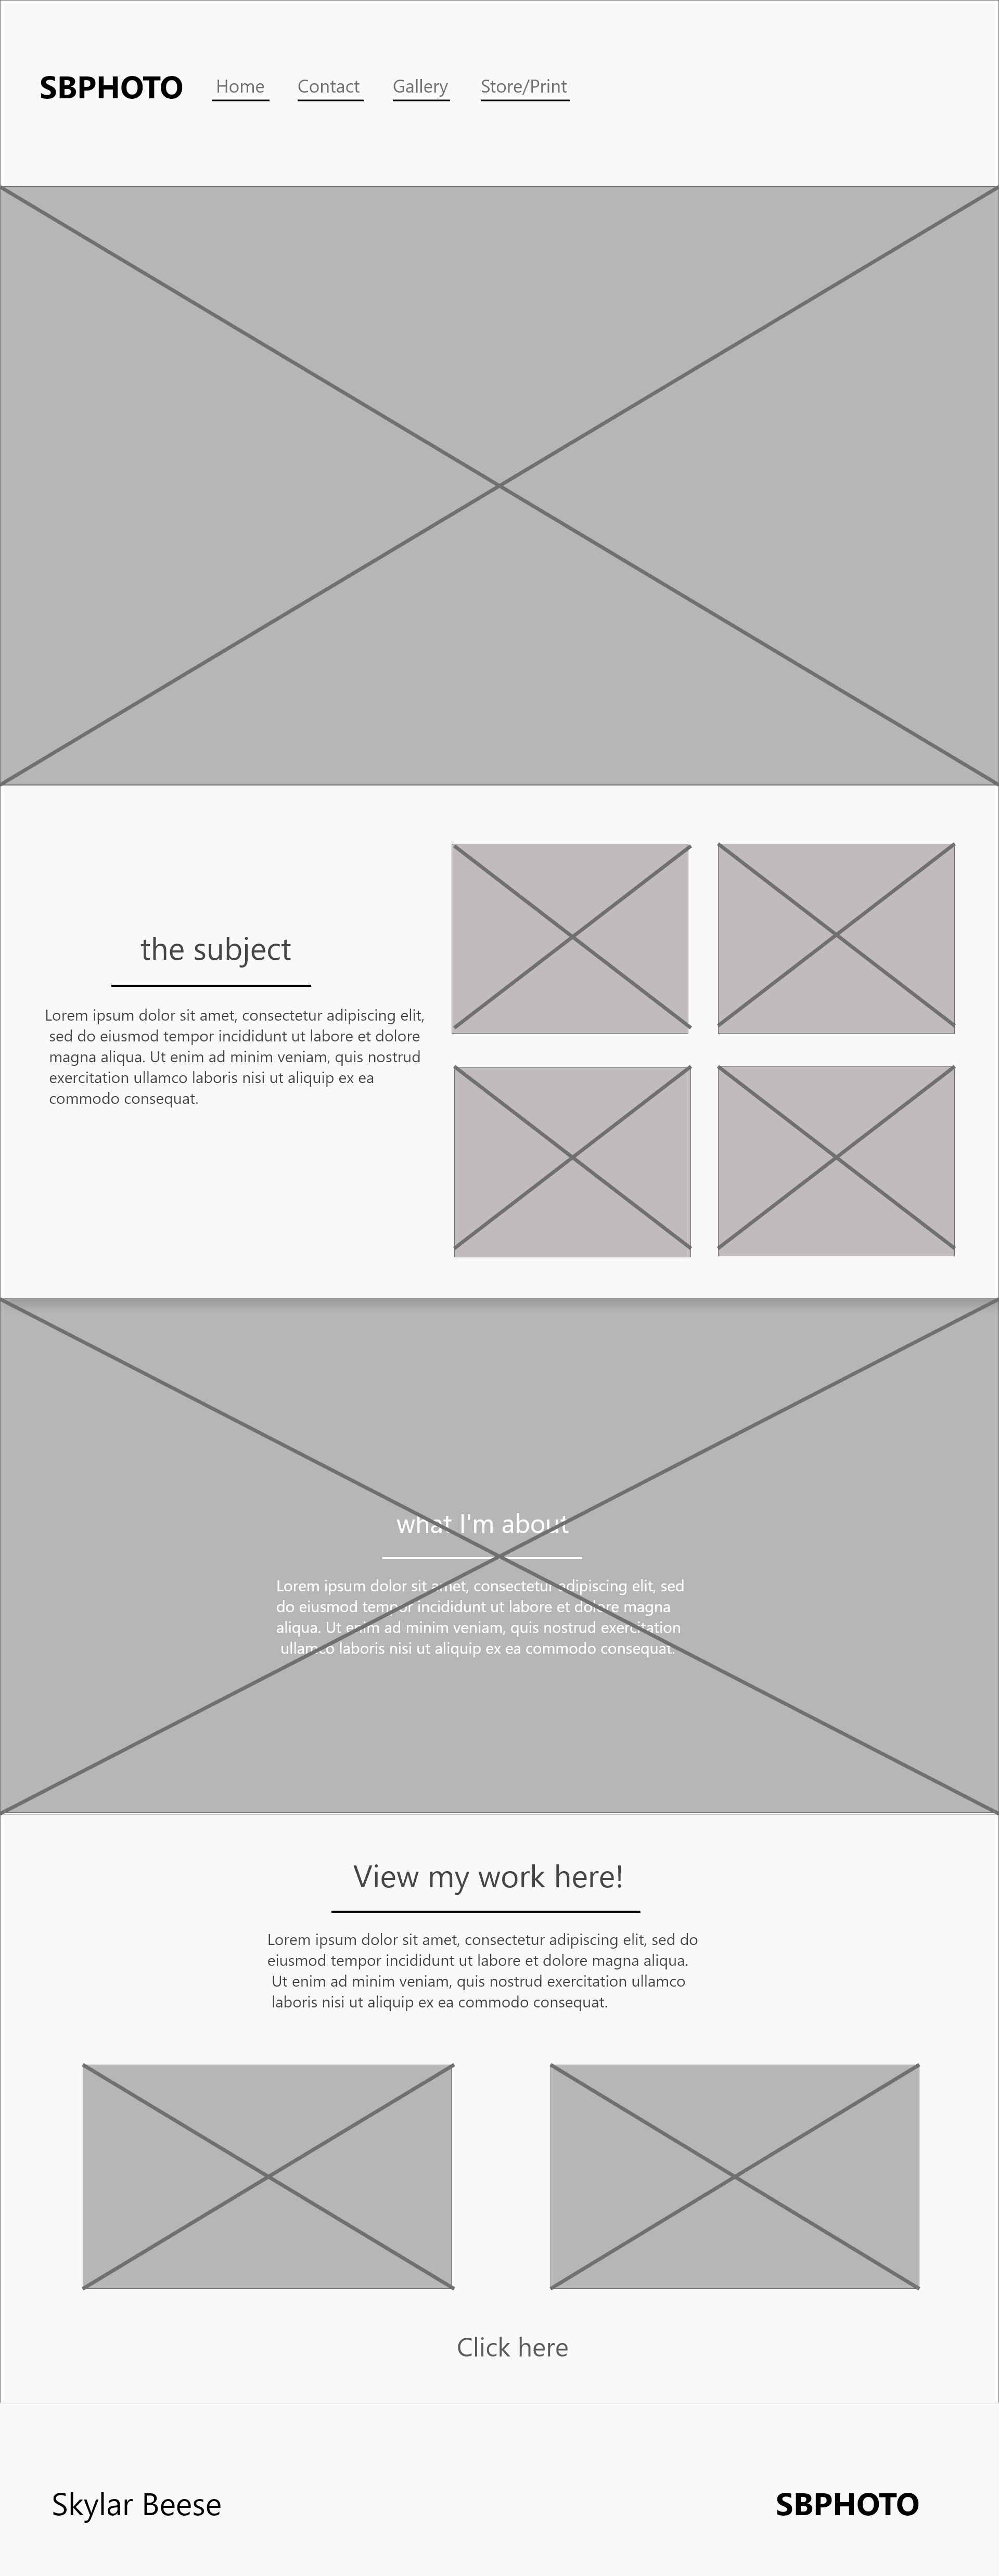 SBPHOTO Home Contact Gallery Store/Print
the subject
Lorem ipsum dolor sit amet, consectetur adipiscing elit,
sed do eiusmod tempor incididunt ut labore et dolore
magna aliqua. Ut enim ad minim veniam, quis nostrud
exercitation ullamco laboris nisi ut aliquip ex ea
commodo consequat.
what I'm about
Lorem ipsum dolor sit amet, consectetur adipiscing elit, sed
do eiusmod tempor incididunt ut labore et dolore magna
aliqua. Ut enim ad minim veniam, quis nostrud exercitation
ullamco laboris nisi ut aliquip ex ea commodo consequat.
View my work here!
Lorem ipsum dolor sit amet, consectetur adipiscing elit, sed do
eiusmod tempor incididunt ut labore et dolore magna aliqua.
Ut enim ad minim veniam, quis nostrud exercitation ullamco
laboris nisi ut aliquip ex ea commodo consequat.
Click here
Skylar Beese SBPHOTO